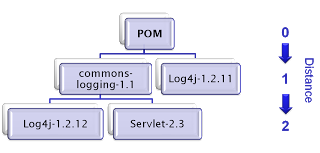 POM
0
commons-
logging-1.1
Log4j-1.2.11
1
Distance
Log4j-1.2.12
Servlet-2.3
2